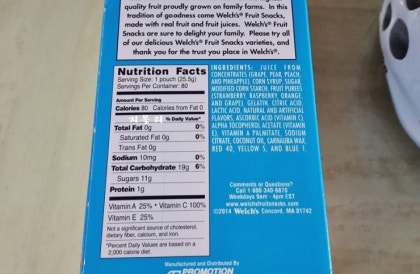 quality fruit proudly grown on family farms. In this
tradition of goodness come Welch's® Fruit Snacks,
made with real fruit and fruit juices. Welch's® Fruit
Snacks are sure to delight your family. Please try all
of our delicious Welch's® Fruit Snacks varieties, and
thank you for the trust you place in Welch's®.
Nutrition Facts
Serving Size: 1 pouch (25.5g)
Servings Per Container: 80
Amount Per Serving
Calories 80 Calories from Fat 0
% Daily Value*
Total Fat 0g 0%
Saturated Fat 0g 0%
Trans Fat 0g
Sodium 10mg 0%
Total Carbohydrate 19g 6%
Sugars 11g
Protein 1g
Vitamin A 25% • Vitamin C 100%
Vitamin E 25%
Not a significant source of cholesterol,
dietary fiber, calcium, and iron.
*Percent Daily Values are based on a
2,000 calorie diet.
INGREDIENTS: JUICE FROM
CONCENTRATES (GRAPE, PEAR, PEACH,
AND PINEAPPLE), CORN SYRUP, SUGAR,
MODIFIED CORN STARCH, FRUIT PUREES
(STRAWBERRY, RASPBERRY, ORANGE,
AND GRAPE), GELATIN, CITRIC ACID,
LACTIC ACID, NATURAL AND ARTIFICIAL
FLAVORS, ASCORBIC ACID (VITAMIN C),
ALPHA TOCOPHEROL ACETATE (VITAMIN
E), VITAMIN A PALMITATE, SODIUM
CITRATE, COCONUT OIL, CARNAUBA WAX,
RED 40, YELLOW 5, AND BLUE 1.
Comments or Questions?
Call 1-800-340-6870
Weekdays 9am - 4pm EST
www.welchsfruitsnacks.com
©2014 Welch's Concord, MA 01742
Manufactured and Distributed By
PROMOTION